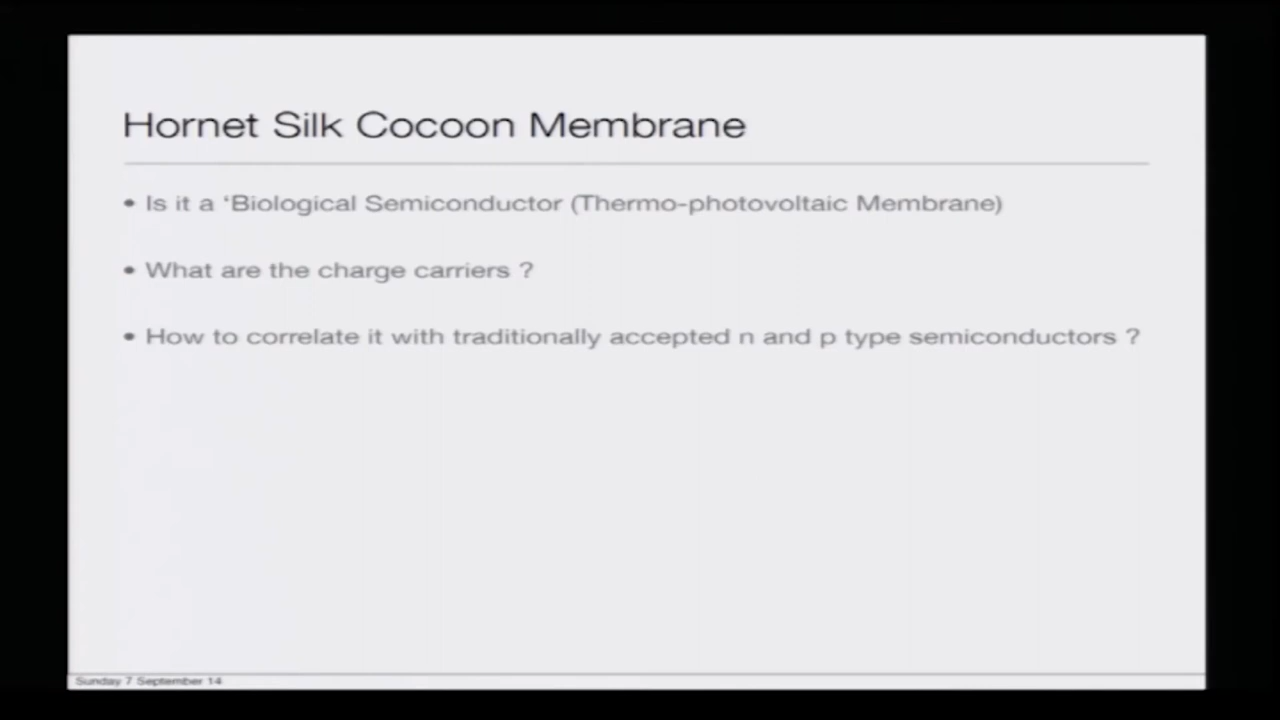 Hornet Silk Cocoon Membrane
• Is it a ‘Biological Semiconductor (Thermo-photovoltaic Membrane)
• What are the charge carriers ?
• How to correlate it with traditionally accepted n and p type semiconductors ?
Sunday 7 September 14